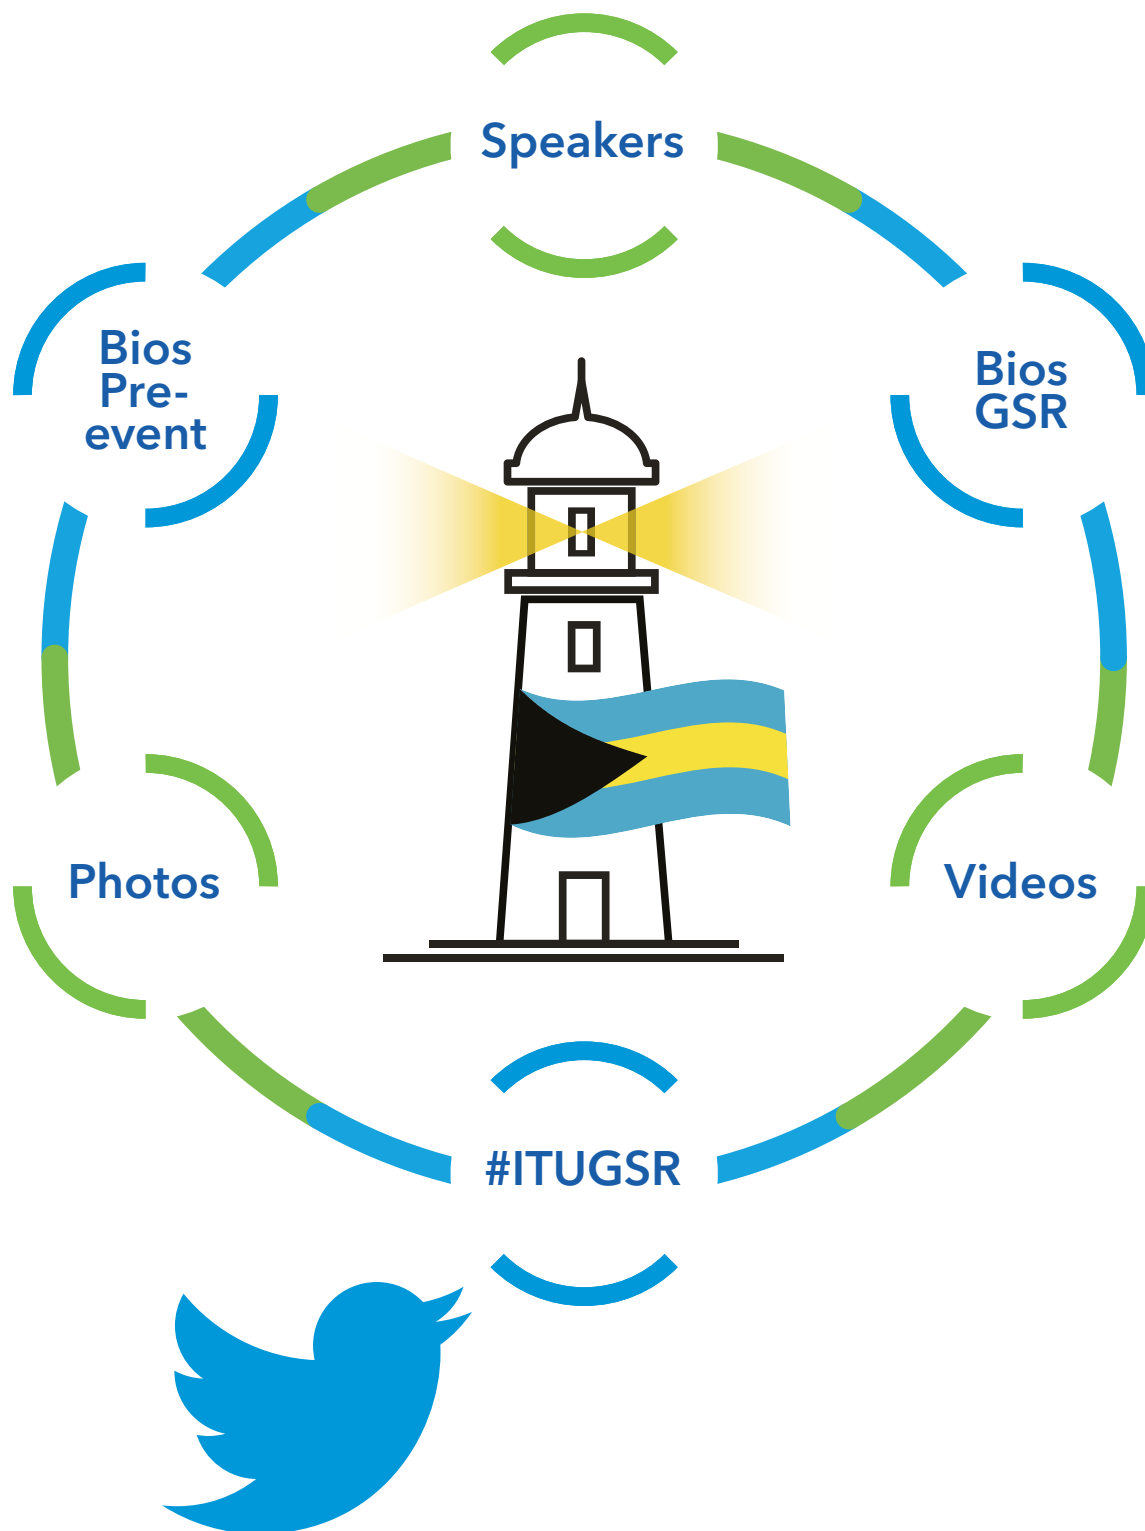 Speakers
Bios
Pre-
event
Bios
GSR
Photos
Videos
#ITUGSR